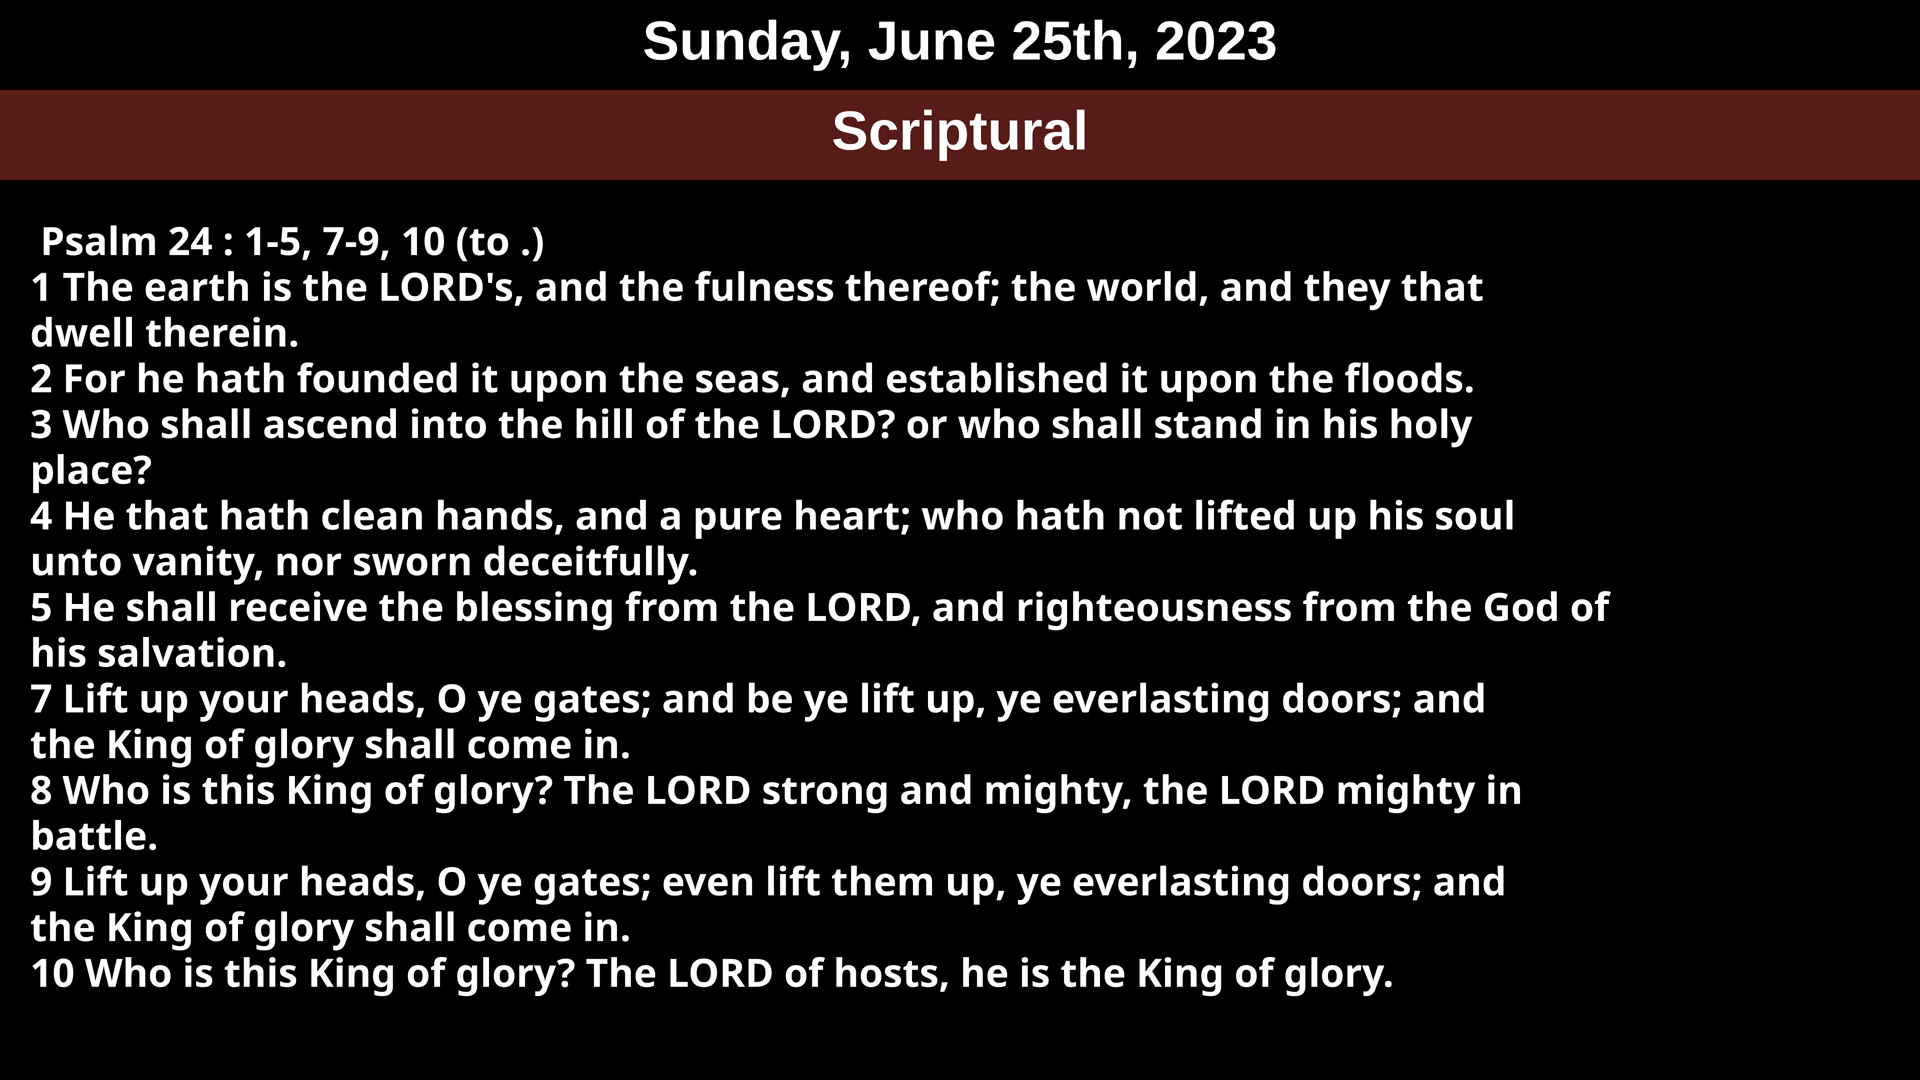 Sunday, June 25th, 2023
Scriptural
Psalm 24 : 1-5, 7-9, 10 (to .)
1 The earth is the LORD's, and the fulness thereof; the world, and they that
dwell therein.
2 For he hath founded it upon the seas, and established it upon the floods.
3 Who shall ascend into the hill of the LORD? or who shall stand in his holy
place?
4 He that hath clean hands, and a pure heart; who hath not lifted up his soul
unto vanity, nor sworn deceitfully.
5 He shall receive the blessing from the LORD, and righteousness from the God of
his salvation.
7 Lift up your heads, O ye gates; and be ye lift up, ye everlasting doors; and
the King of glory shall come in.
8 Who is this King of glory? The LORD strong and mighty, the LORD mighty in
battle.
9 Lift up your heads, O ye gates; even lift them up, ye everlasting doors; and
the King of glory shall come in.
10 Who is this King of glory? The LORD of hosts, he is the King of glory.